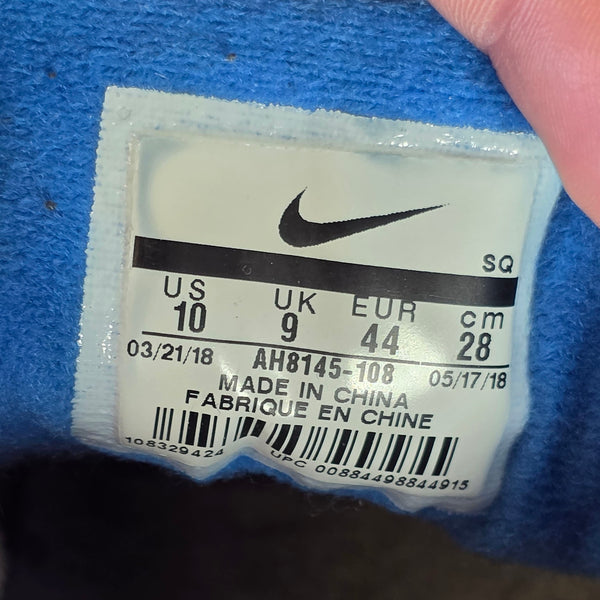 SQ
US UK EUR cm
10 9 44 28
03/21/18 AH8145-108 05/17/18
MADE IN CHINA
FABRIQUE EN CHINE
108329424 UPC 00884498844915